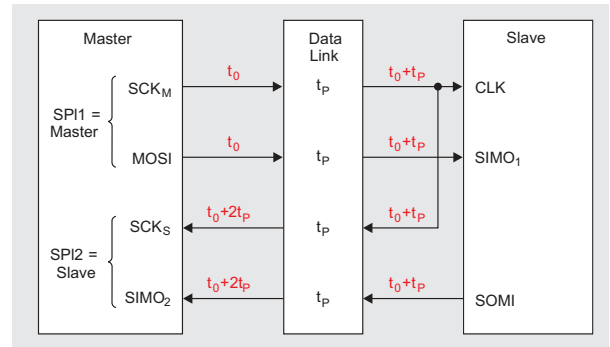 Master
Data
Link
Slave
SPI1 =
Master
SCKM
t0
tP
t0+tP
CLK
MOSI
t0
tP
t0+tP
SIMO1
SPI2 =
Slave
SCKS
t0+2tP
tP
t0+tP
SIMO2
t0+2tP
tP
t0+tP
SOMI